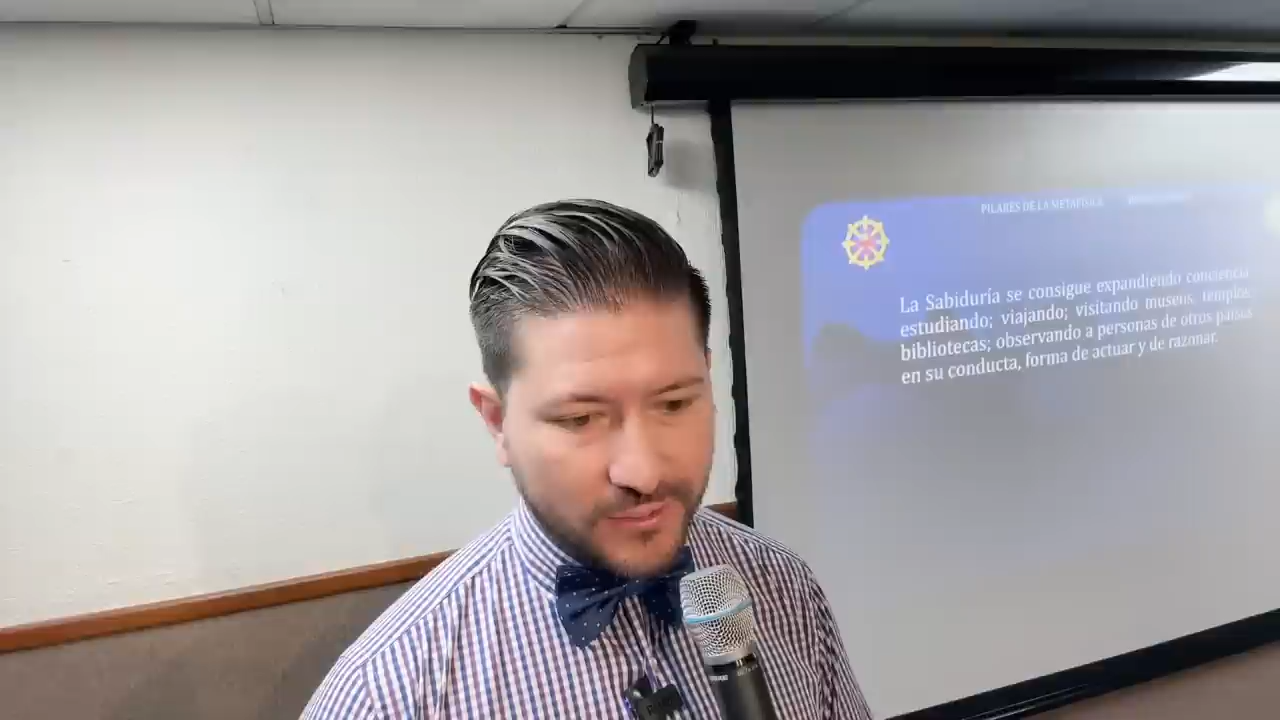 PILARES DE LA METAFÍSICA
La Sabiduría se consigue expandiendo conciencia
estudiando; viajando; visitando museos, templos,
bibliotecas; observando a personas de otros países
en su conducta, forma de actuar y de razonar.